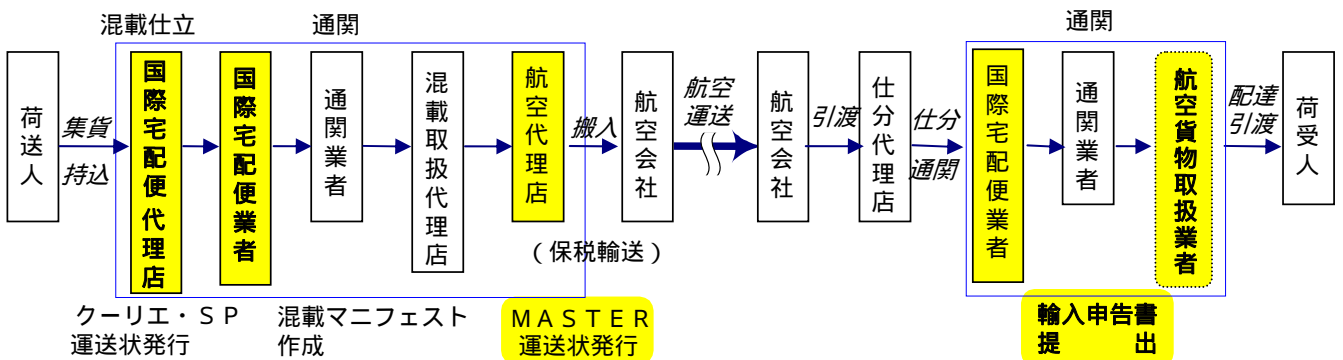 混載仕立
通関
通関
荷送人
集貨
持込
国際宅配便代理店
国際宅配便業者
通関業者
混載取扱代理店
航空代理店
搬入
航空会社
航空
運送
航空会社
引渡
仕分代理店
仕分
通関
国際宅配便業者
通関業者
航空貨物取扱業者
配達
引渡
荷受人
(保税輸送)
クーリエ・SP
運送状発行
混載マニフェスト
作成
MASTER
運送状発行
輸入申告書
提 出